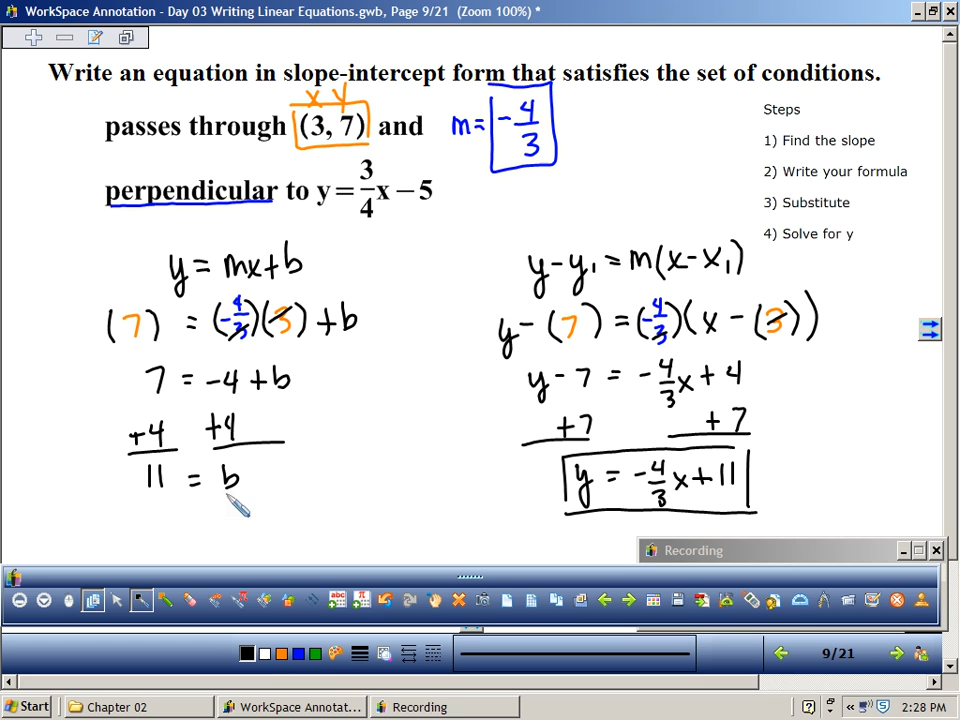 WorkSpace Annotation - Day 03 Writing Linear Equations.gwb, Page 9/21 (Zoom 100%) *
Write an equation in slope-intercept form that satisfies the set of conditions.
x y
passes through (3, 7) and
m = -4/3
perpendicular to y = 3/4 x - 5
Steps
1) Find the slope
2) Write your formula
3) Substitute
4) Solve for y
y = mx + b
(7) = (-4/3)(3) + b
7 = -4 + b
+4 +4
11 = b
y - y₁ = m(x - x₁)
y - (7) = (-4/3)(x - (3))
y - 7 = -4/3 x + 4
+7 +7
y = -4/3 x + 11
Recording
abc
π
9/21
Start
Chapter 02
WorkSpace Annotat...
Recording
2:28 PM